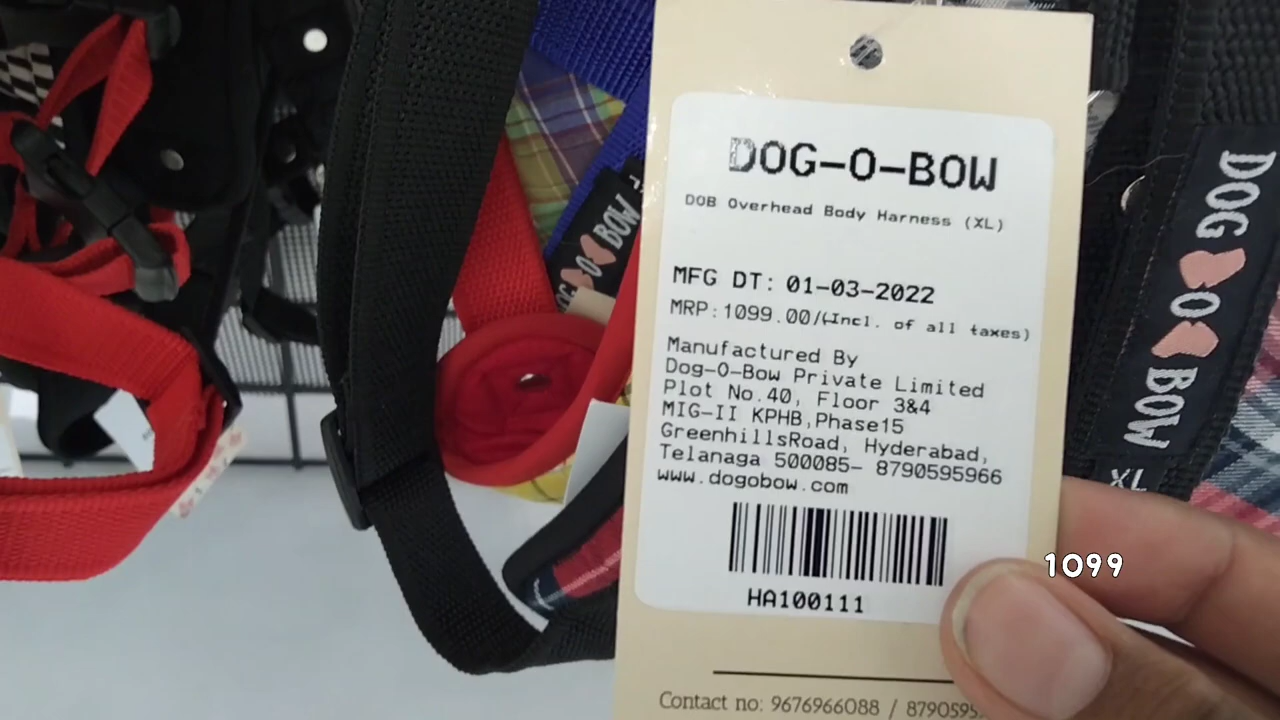 DOG-O-BOW
DOB Overhead Body Harness (XL)
MFG DT: 01-03-2022
MRP:1099.00/(Incl. of all taxes)
Manufactured By
Dog-O-Bow Private Limited
Plot No.40, Floor 3&4
MIG-II KPHB,Phase15
GreenhillsRoad, Hyderabad,
Telanaga 500085- 8790595966
www.dogobow.com
HA100111
Contact no: 9676966088 / 8790595
DOG O BOW
XL
O BOW
1099